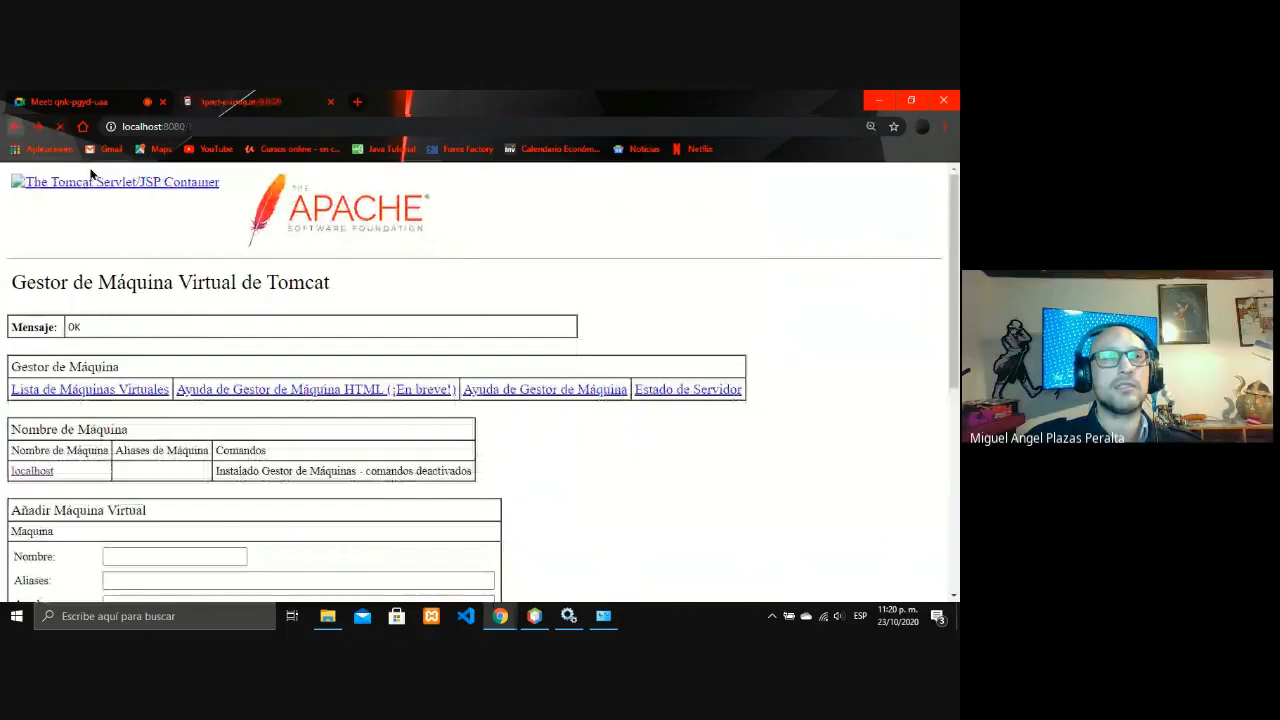 Meet: qnk-pgyd-uaa
localhost:8080/
Aplicaciones Gmail Maps YouTube Cursos online - en c... Java Tutorial Forex Factory Inv Calendario Económ... Noticias Netflix
The Tomcat Servlet/JSP Container
THE
APACHE®
SOFTWARE FOUNDATION
Gestor de Máquina Virtual de Tomcat
Mensaje: OK
Gestor de Máquina
Lista de Máquinas Virtuales Ayuda de Gestor de Máquina HTML (¡En breve!) Ayuda de Gestor de Máquina Estado de Servidor
Nombre de Máquina
Nombre de Máquina Aliases de Máquina Comandos
localhost Instalado Gestor de Máquinas - comandos deactivados
Añadir Máquina Virtual
Maquina
Nombre:
Aliases:
Escribe aquí para buscar
ESP
11:20 p. m.
23/10/2020
3
Miguel Angel Plazas Peralta